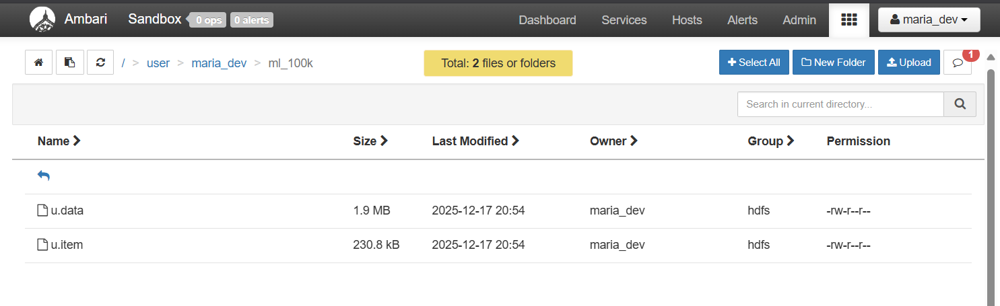 Ambari Sandbox 0 ops 0 alerts Dashboard Services Hosts Alerts Admin maria_dev
/ > user > maria_dev > ml_100k Total: 2 files or folders Select All New Folder Upload 1
Search in current directory...
Name Size Last Modified Owner Group Permission
u.data 1.9 MB 2025-12-17 20:54 maria_dev hdfs -rw-r--r--
u.item 230.8 kB 2025-12-17 20:54 maria_dev hdfs -rw-r--r--